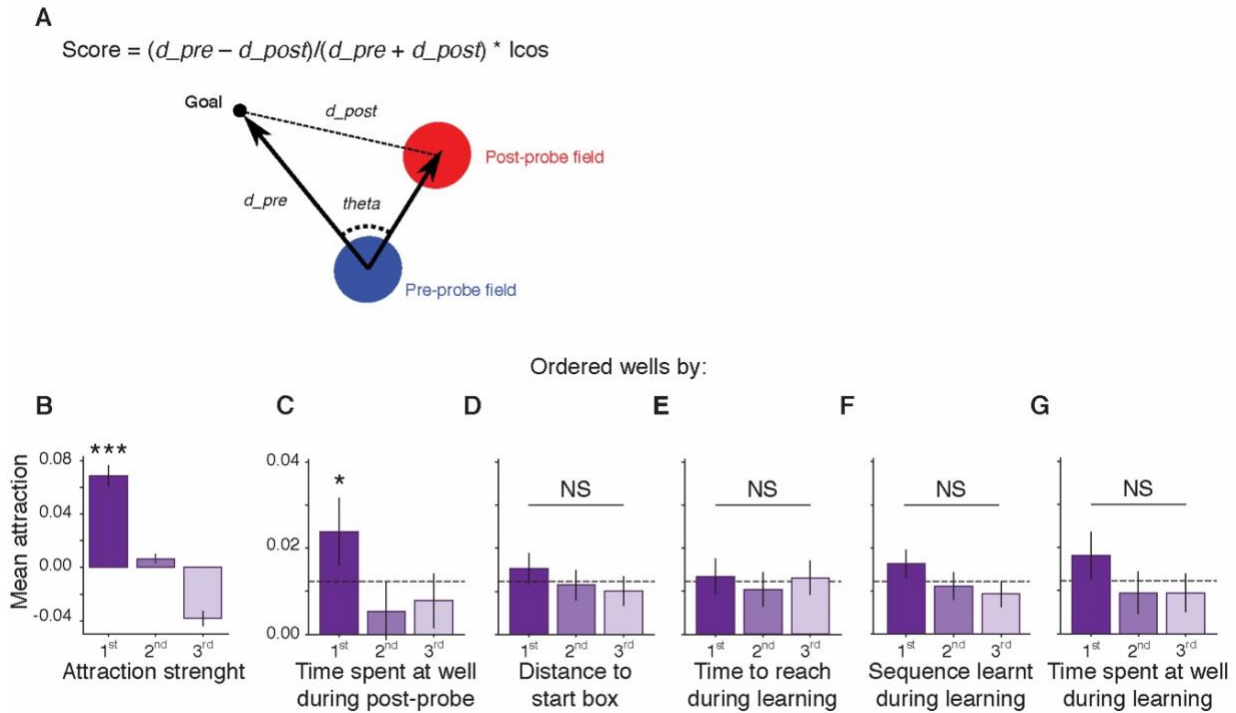 A
Score = (d_pre – d_post)/(d_pre + d_post) * Icos
Goal
d_post
Post-probe field
d_pre
theta
Pre-probe field
Ordered wells by:
B
C
D
E
F
G
Mean attraction
0.08
0.04
0.00
-0.04
***
1st 2nd 3rd
Attraction strenght
0.04
0.02
0.00
*
1st 2nd 3rd
Time spent at well
during post-probe
NS
1st 2nd 3rd
Distance to
start box
NS
1st 2nd 3rd
Time to reach
during learning
NS
1st 2nd 3rd
Sequence learnt
during learning
NS
1st 2nd 3rd
Time spent at well
during learning